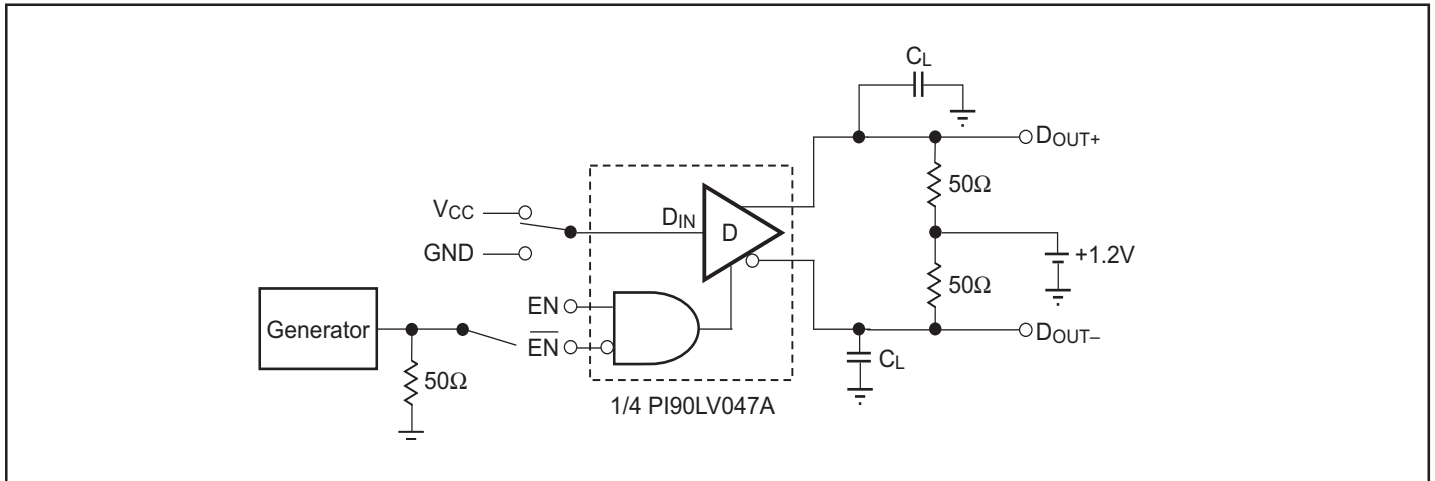 CL
DOUT+
50Ω
VCC
DIN
D
GND
+1.2V
50Ω
EN
Generator
EN
DOUT–
CL
50Ω
1/4 PI90LV047A